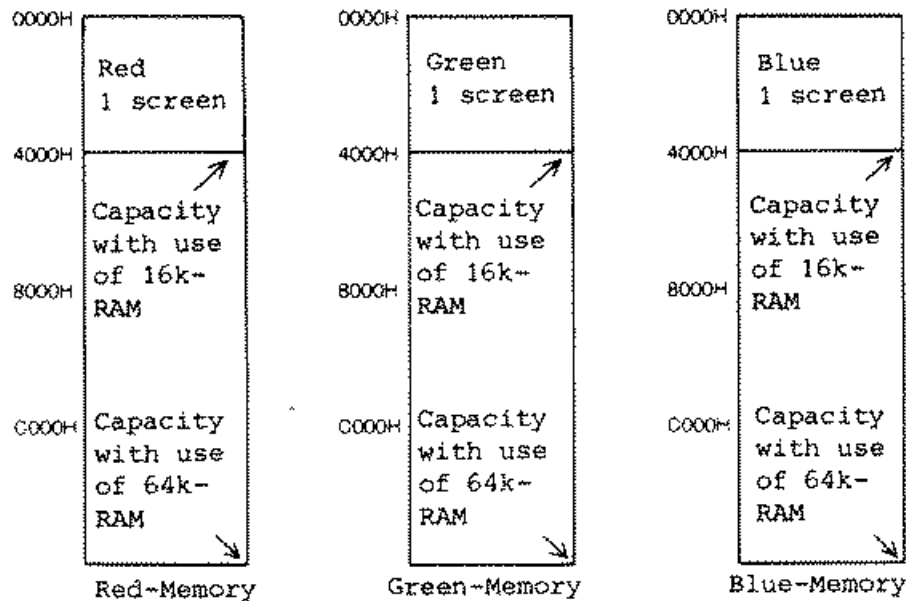 0000H
Red
1 screen
4000H
Capacity
with use
of 16k-
RAM
8000H
C000H
Capacity
with use
of 64k-
RAM
Red-Memory
0000H
Green
1 screen
4000H
Capacity
with use
of 16k-
RAM
8000H
C000H
Capacity
with use
of 64k-
RAM
Green-Memory
0000H
Blue
1 screen
4000H
Capacity
with use
of 16k-
RAM
8000H
C000H
Capacity
with use
of 64k-
RAM
Blue-Memory